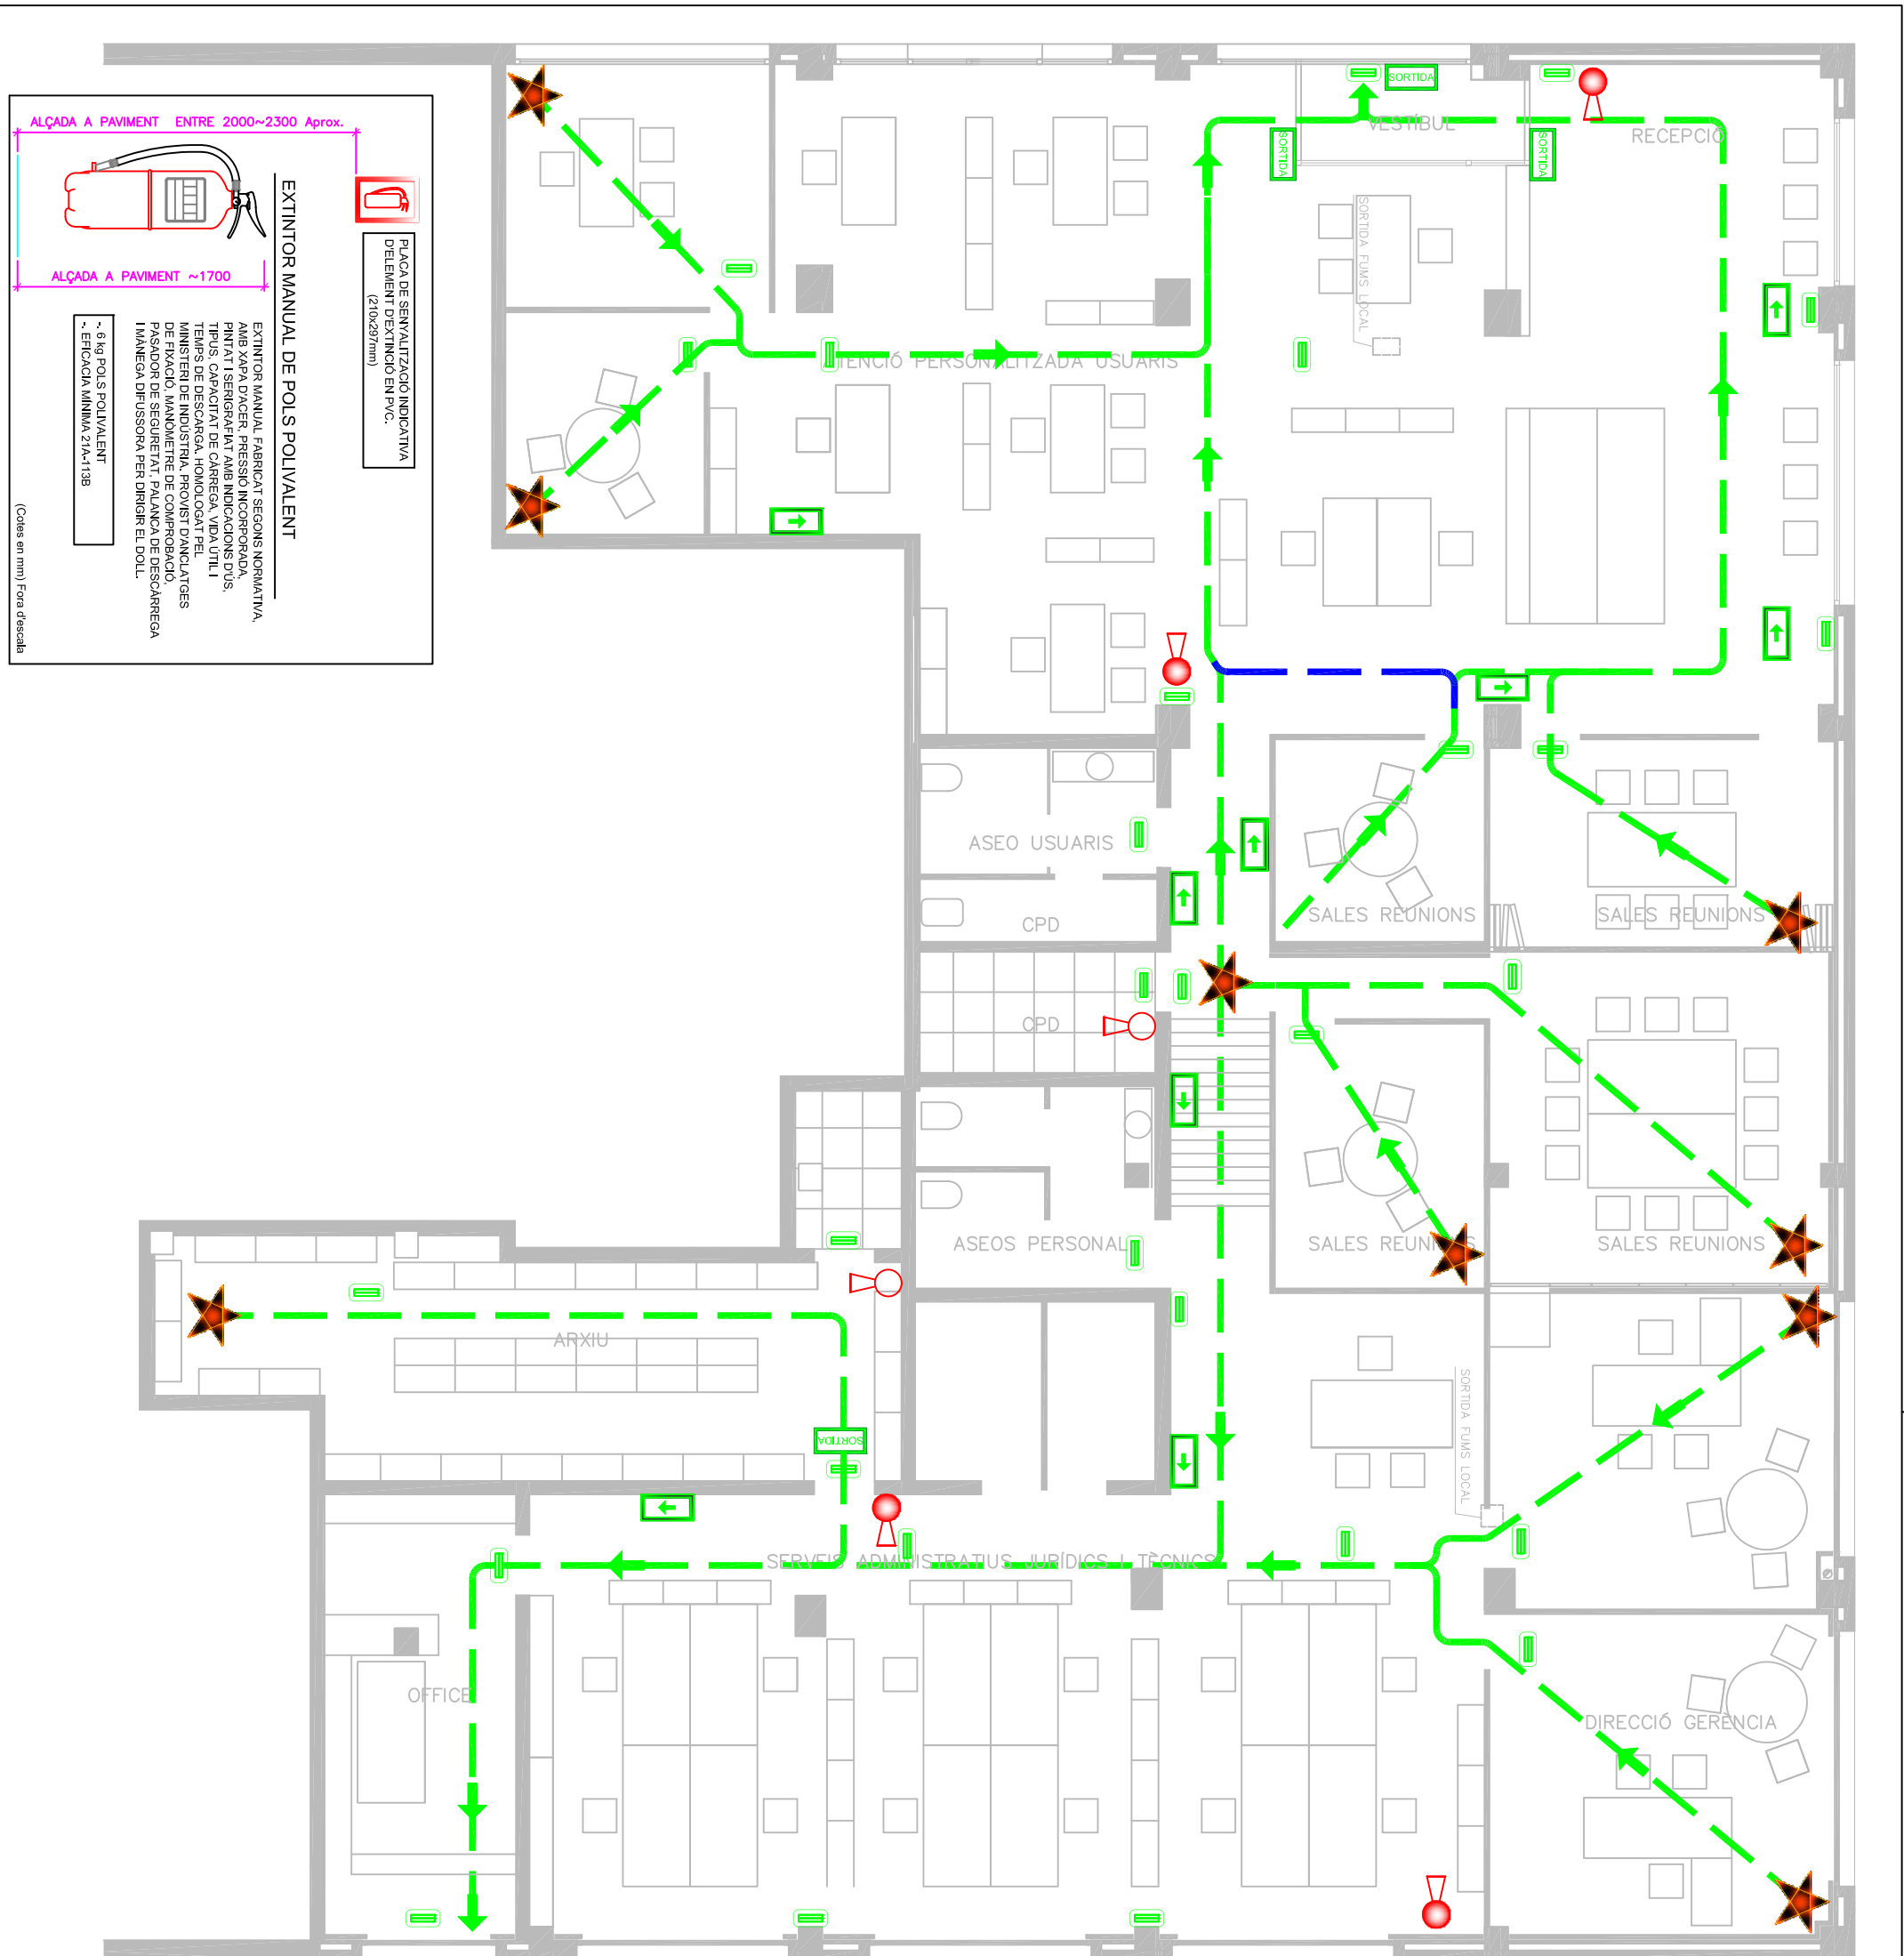 ALÇADA A PAVIMENT   ENTRE 2000~2300 Aprox.
ALÇADA A PAVIMENT ~1700
PLACA DE SENYALITZACIÓ INDICATIVA
D'ELEMENT D'EXTINCIÓ EN PVC.
(210x297mm)
EXTINTOR MANUAL DE POLS POLIVALENT
EXTINTOR MANUAL FABRICAT SEGONS NORMATIVA,
AMB XAPA D'ACER, PRESSIÓ INCORPORADA,
PINTAT I SERIGRAFIAT AMB INDICACIONS D'ÚS,
TIPUS, CAPACITAT DE CÀRREGA, VIDA ÚTIL I
TEMPS DE DESCARGA. HOMOLOGAT PEL
MINISTERI DE INDÚSTRIA. PROVIST D'ANCLATGES
DE FIXACIÓ, MANÒMETRE DE COMPROBACIÓ,
PASADOR DE SEGURETAT, PALANCA DE DESCÀRREGA
I MÀNEGA DIFUSSORA PER DIRIGIR EL DOLL.
-. 6 kg POLS POLIVALENT
-. EFICACIA MÍNIMA 21A-113B
(Cotes en mm) Fora d'escala
SORTIDA
VESTÍBUL
RECEPCIÓ
SORTIDA
SORTIDA
SORTIDA FUMS LOCAL
ATENCIÓ PERSONALITZADA USUARIS
ASEO USUARIS
CPD
SALES REUNIONS
SALES REUNIONS
CPD
ASEOS PERSONAL
SALES REUNIONS
SALES REUNIONS
ARXIU
SORTIDA
SORTIDA FUMS LOCAL
SERVEIS ADMINISTRATIUS JURÍDICS I TÈCNICS
OFFICE
DIRECCIÓ GERÈNCIA